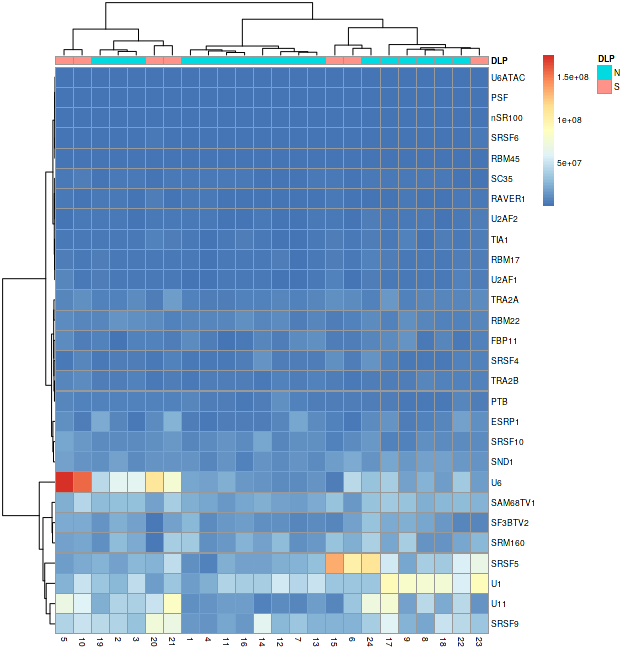 DLP
DLP
N
S
1.5e+08
1e+08
5e+07
U6ATAC
PSF
nSR100
SRSF6
RBM45
SC35
RAVER1
U2AF2
TIA1
RBM17
U2AF1
TRA2A
RBM22
FBP11
SRSF4
TRA2B
PTB
ESRP1
SRSF10
SND1
U6
SAM68TV1
SF3BTV2
SRM160
SRSF5
U1
U11
SRSF9
5 10 19 2 3 20 21 1 4 11 16 14 12 7 13 15 6 24 17 9 8 18 22 23